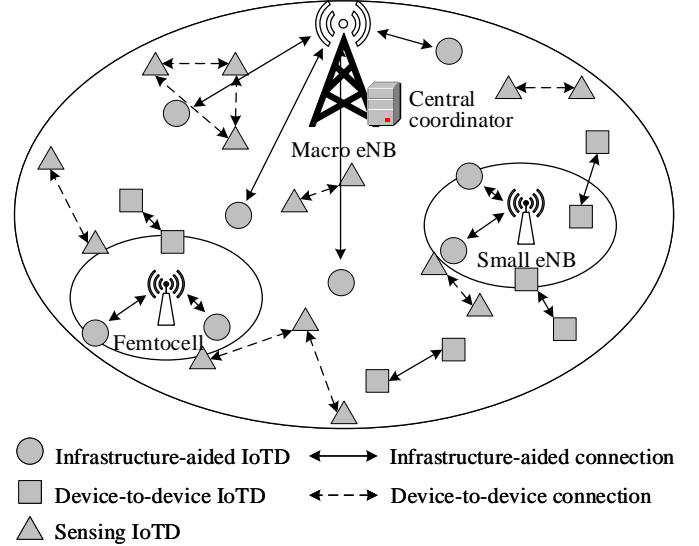 Central
coordinator
Macro eNB
Small eNB
Femtocell
Infrastructure-aided IoTD
Infrastructure-aided connection
Device-to-device IoTD
Device-to-device connection
Sensing IoTD